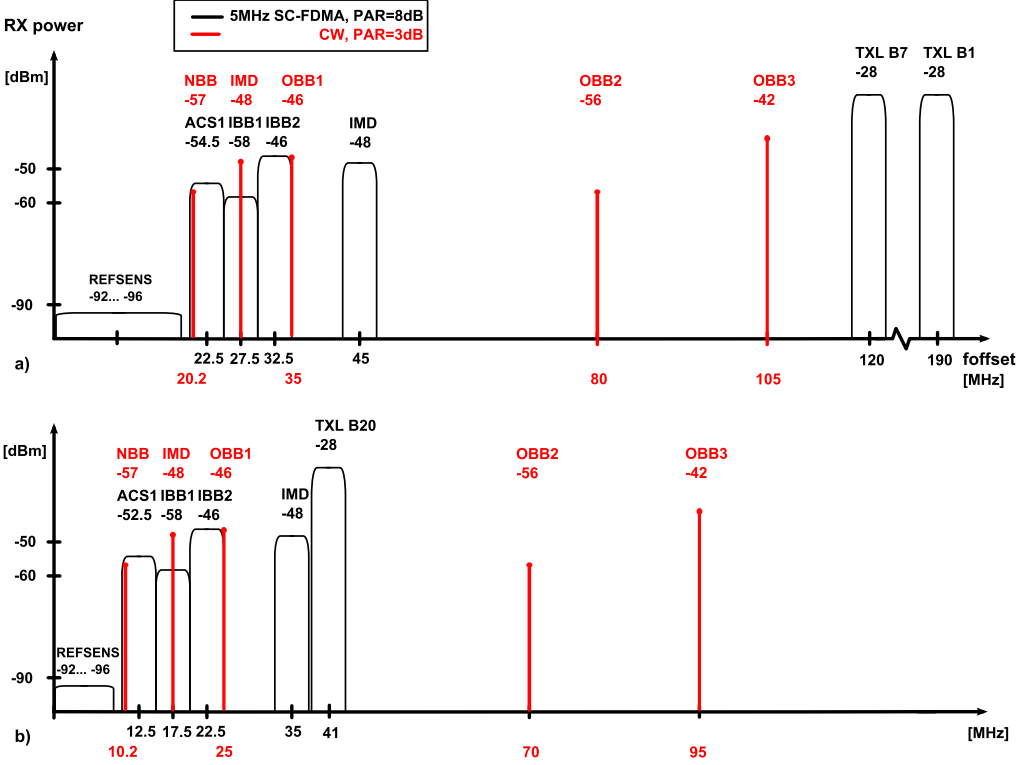 RX power
5MHz SC-FDMA, PAR=8dB
CW, PAR=3dB
[dBm]
NBB IMD OBB1 OBB2 OBB3 TXL B7 TXL B1
-57 -48 -46 -56 -42 -28 -28
ACS1 IBB1 IBB2 IMD
-54.5 -58 -46 -48
-50
-60
REFSENS
-92... -96
-90
a)
22.5 27.5 32.5 45 120 190 foffset
20.2 35 80 105 [MHz]
TXL B20
-28
[dBm]
NBB IMD OBB1 OBB2 OBB3
-57 -48 -46 -56 -42
ACS1 IBB1 IBB2 IMD
-52.5 -58 -46 -48
-50
-60
REFSENS
-92... -96
-90
b)
12.5 17.5 22.5 35 41 [MHz]
10.2 25 70 95